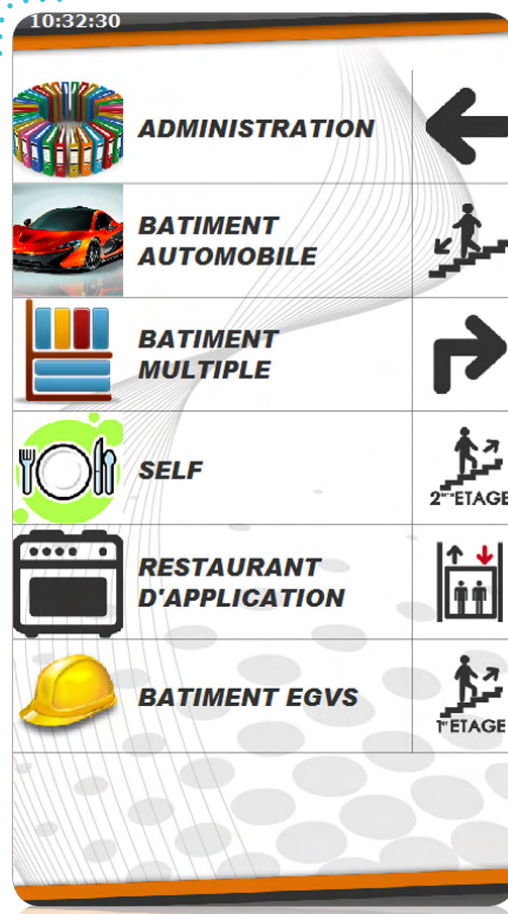 10:32:30
ADMINISTRATION
BATIMENT
AUTOMOBILE
BATIMENT
MULTIPLE
SELF
2ème ETAGE
RESTAURANT
D'APPLICATION
BATIMENT EGVS
1er ETAGE